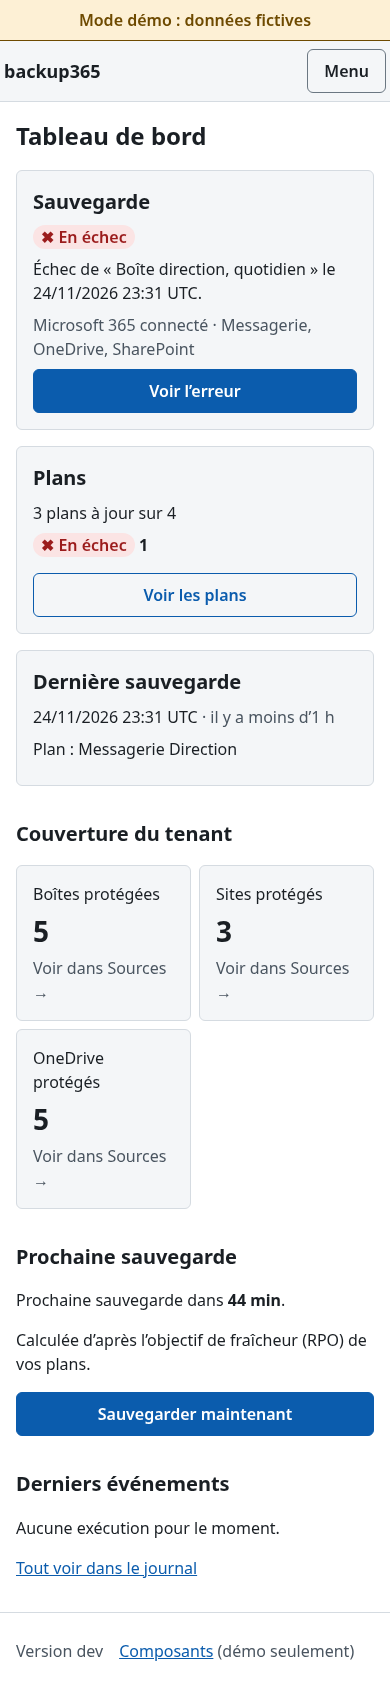 Mode démo : données fictives
backup365
Menu
Tableau de bord
Sauvegarde
✖ En échec
Échec de « Boîte direction, quotidien » le
24/11/2026 23:31 UTC.
Microsoft 365 connecté · Messagerie,
OneDrive, SharePoint
Voir l’erreur
Plans
3 plans à jour sur 4
✖ En échec 1
Voir les plans
Dernière sauvegarde
24/11/2026 23:31 UTC · il y a moins d’1 h
Plan : Messagerie Direction
Couverture du tenant
Boîtes protégées
5
Voir dans Sources
→
Sites protégés
3
Voir dans Sources
→
OneDrive
protégés
5
Voir dans Sources
→
Prochaine sauvegarde
Prochaine sauvegarde dans 44 min.
Calculée d’après l’objectif de fraîcheur (RPO) de
vos plans.
Sauvegarder maintenant
Derniers événements
Aucune exécution pour le moment.
Tout voir dans le journal
Version dev Composants (démo seulement)